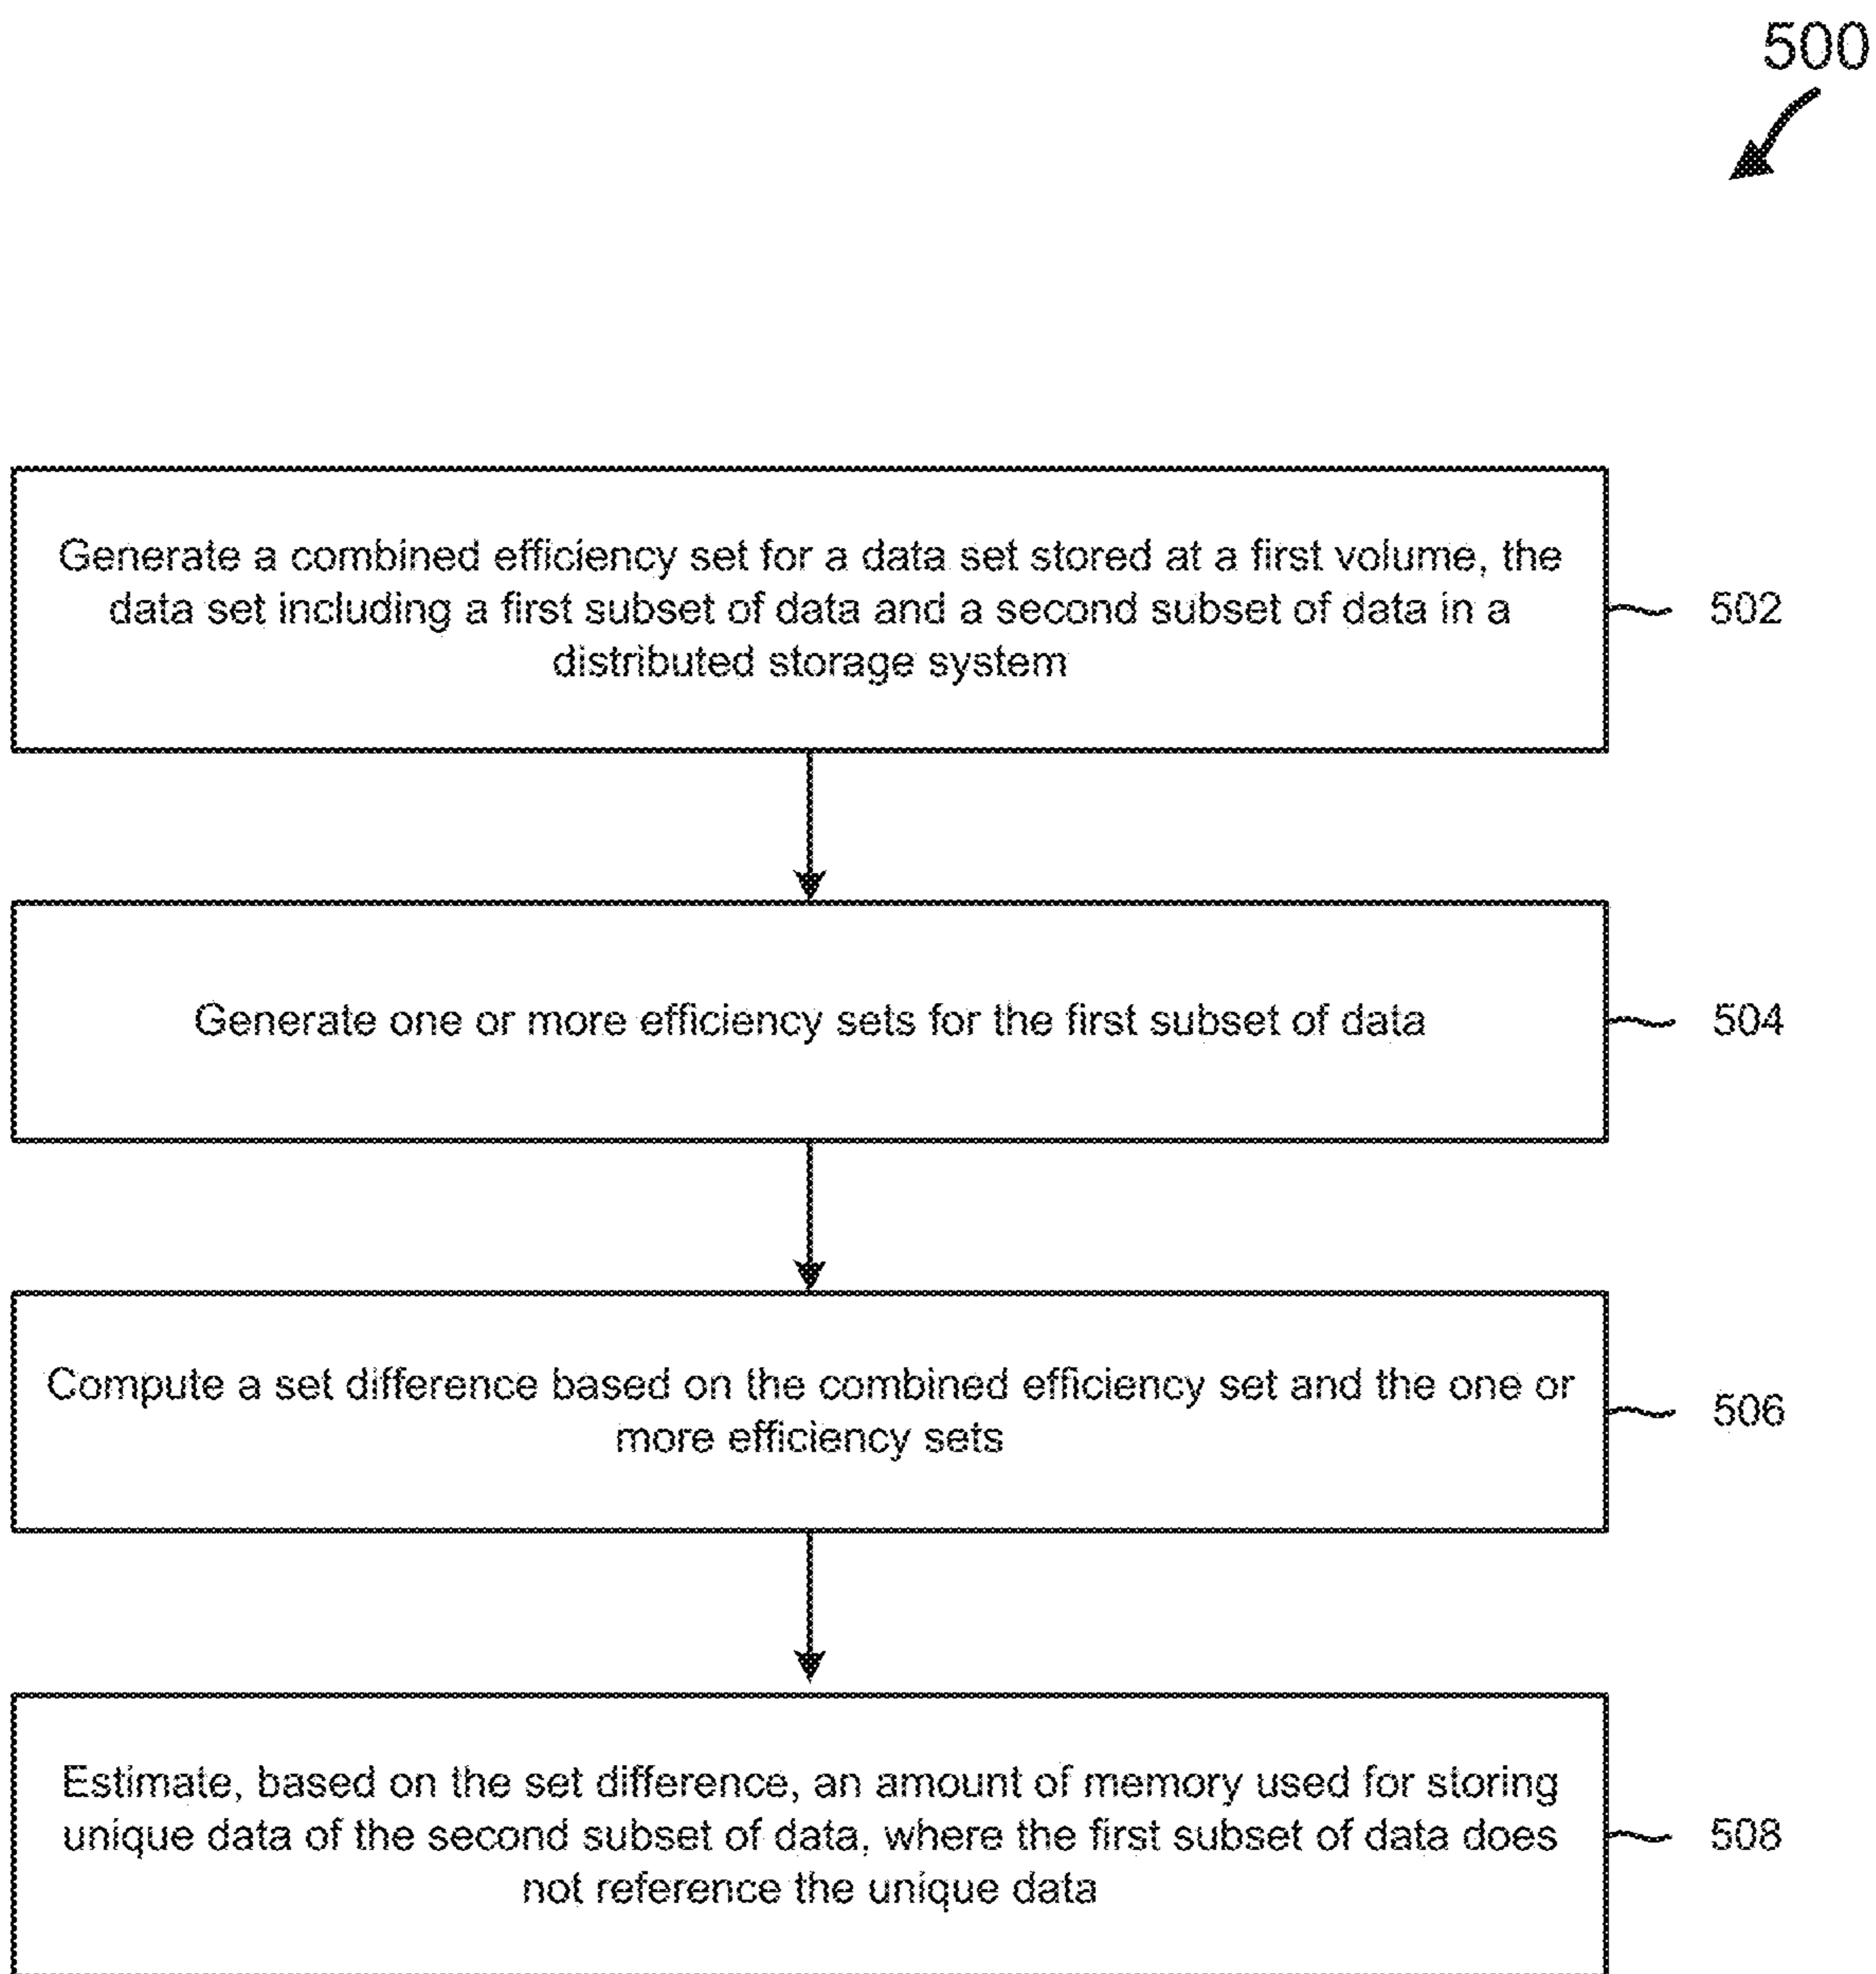 500
Generate a combined efficiency set for a data set stored at a first volume, the
data set including a first subset of data and a second subset of data in a
distributed storage system
502
Generate one or more efficiency sets for the first subset of data
504
Compute a set difference based on the combined efficiency set and the one or
more efficiency sets
506
Estimate, based on the set difference, an amount of memory used for storing
unique data of the second subset of data, where the first subset of data does
not reference the unique data
508